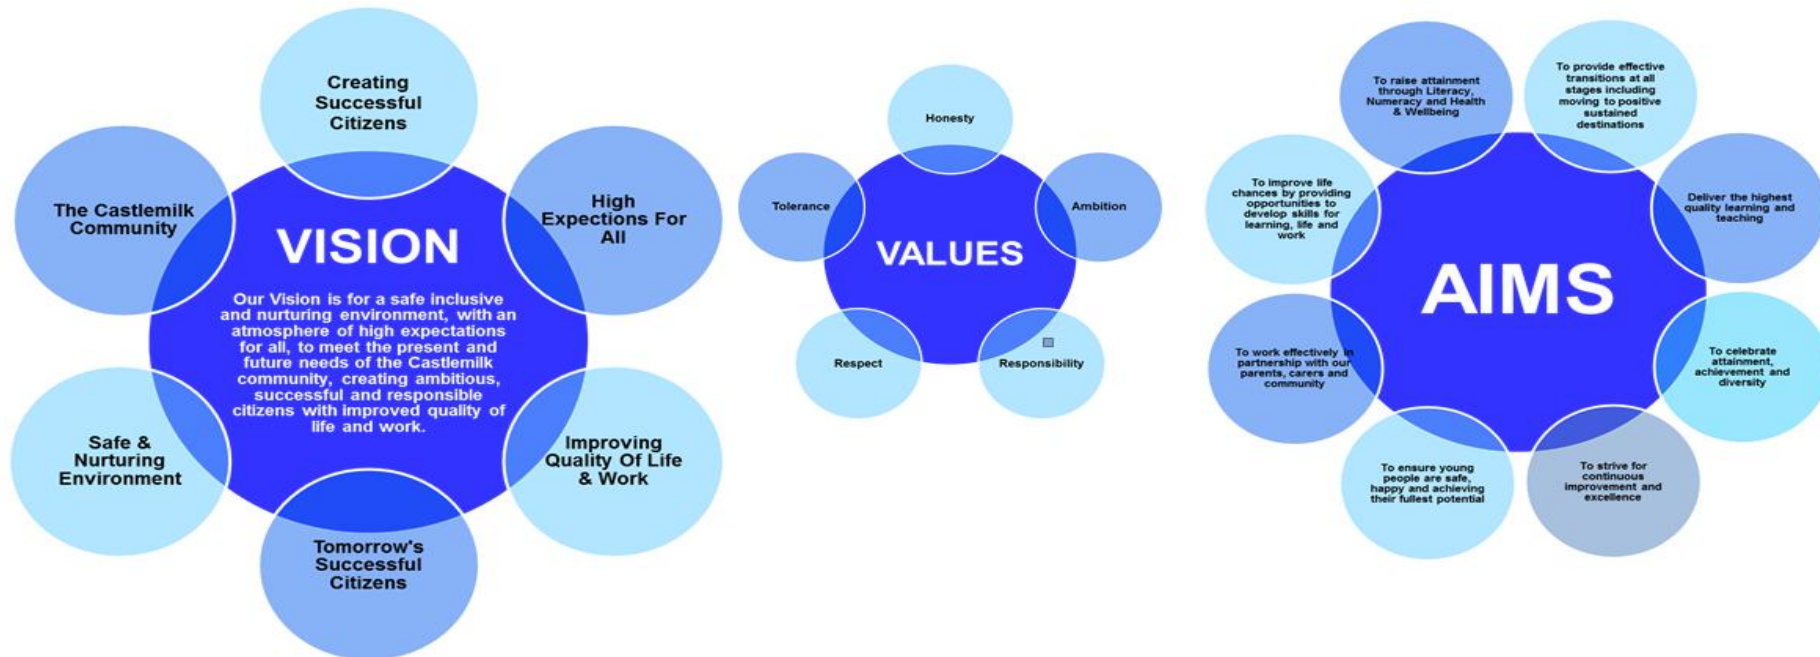 Creating
Successful
Citizens
High
Expections For
All
Improving
Quality Of Life
& Work
Tomorrow's
Successful
Citizens
Safe &
Nurturing
Environment
The Castlemilk
Community
VISION
Our Vision is for a safe inclusive
and nurturing environment, with an
atmosphere of high expectations
for all, to meet the present and
future needs of the Castlemilk
community, creating ambitious,
successful and responsible
citizens with improved quality of
life and work.
Honesty
Ambition
Responsibility
Respect
Tolerance
VALUES
To raise attainment
through Literacy,
Numeracy and Health
& Wellbeing
To provide effective
transitions at all
stages including
moving to positive
sustained
destinations
Deliver the highest
quality learning and
teaching
To celebrate
attainment,
achievement and
diversity
To strive for
continuous
improvement and
excellence
To ensure young
people are safe,
happy and achieving
their fullest potential
To work effectively in
partnership with our
parents, carers and
community
To improve life
chances by providing
opportunities to
develop skills for
learning, life and
work
AIMS